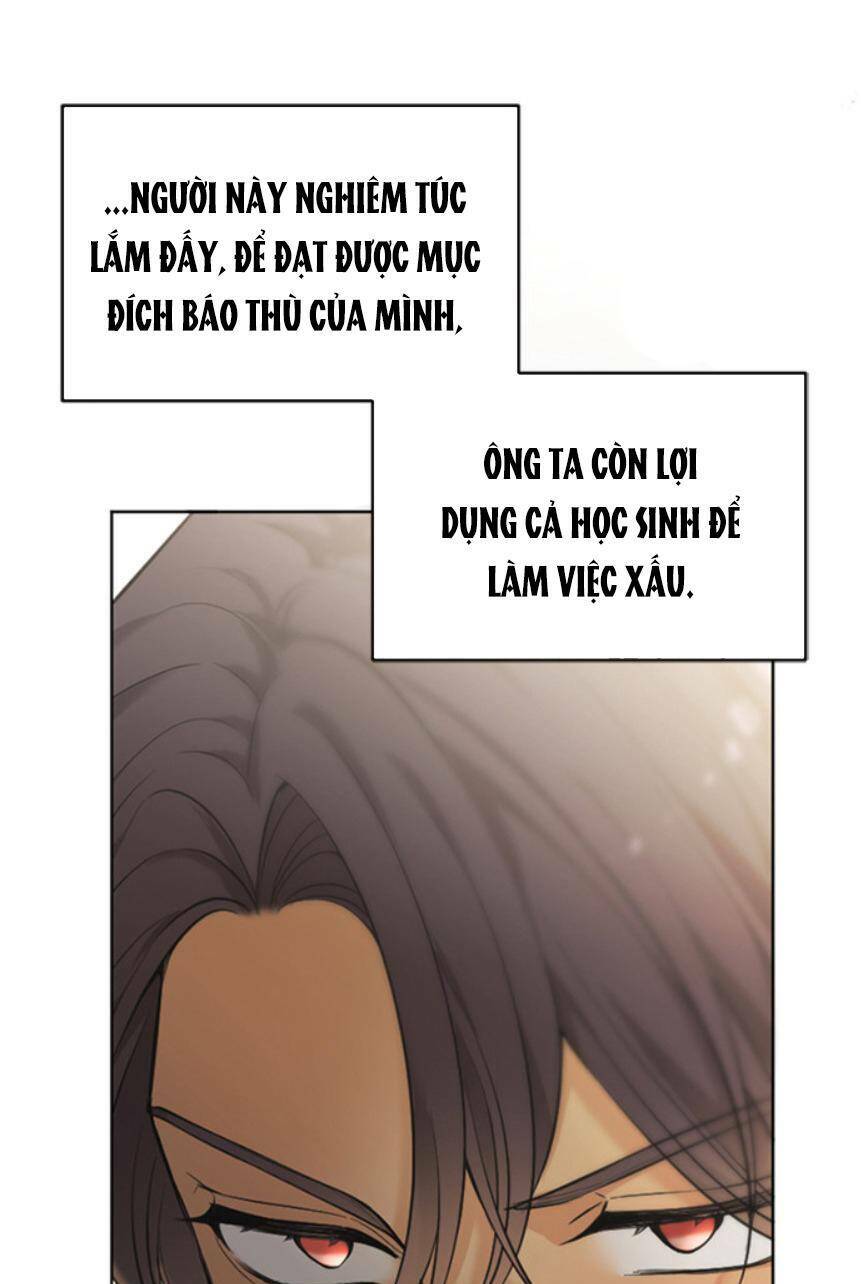 ...NGƯỜI NÀY NGHIÊM TÚC
LẮM ĐẤY, ĐỂ ĐẠT ĐƯỢC MỤC
ĐÍCH BÁO THÙ CỦA MÌNH,
ÔNG TA CÒN LỢI
DỤNG CẢ HỌC SINH ĐỂ
LÀM VIỆC XẤU.